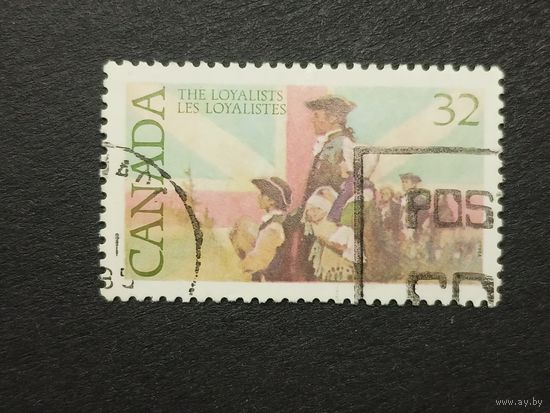 CANADA
THE LOYALISTS
LES LOYALISTES
32
POS
www.ay.by